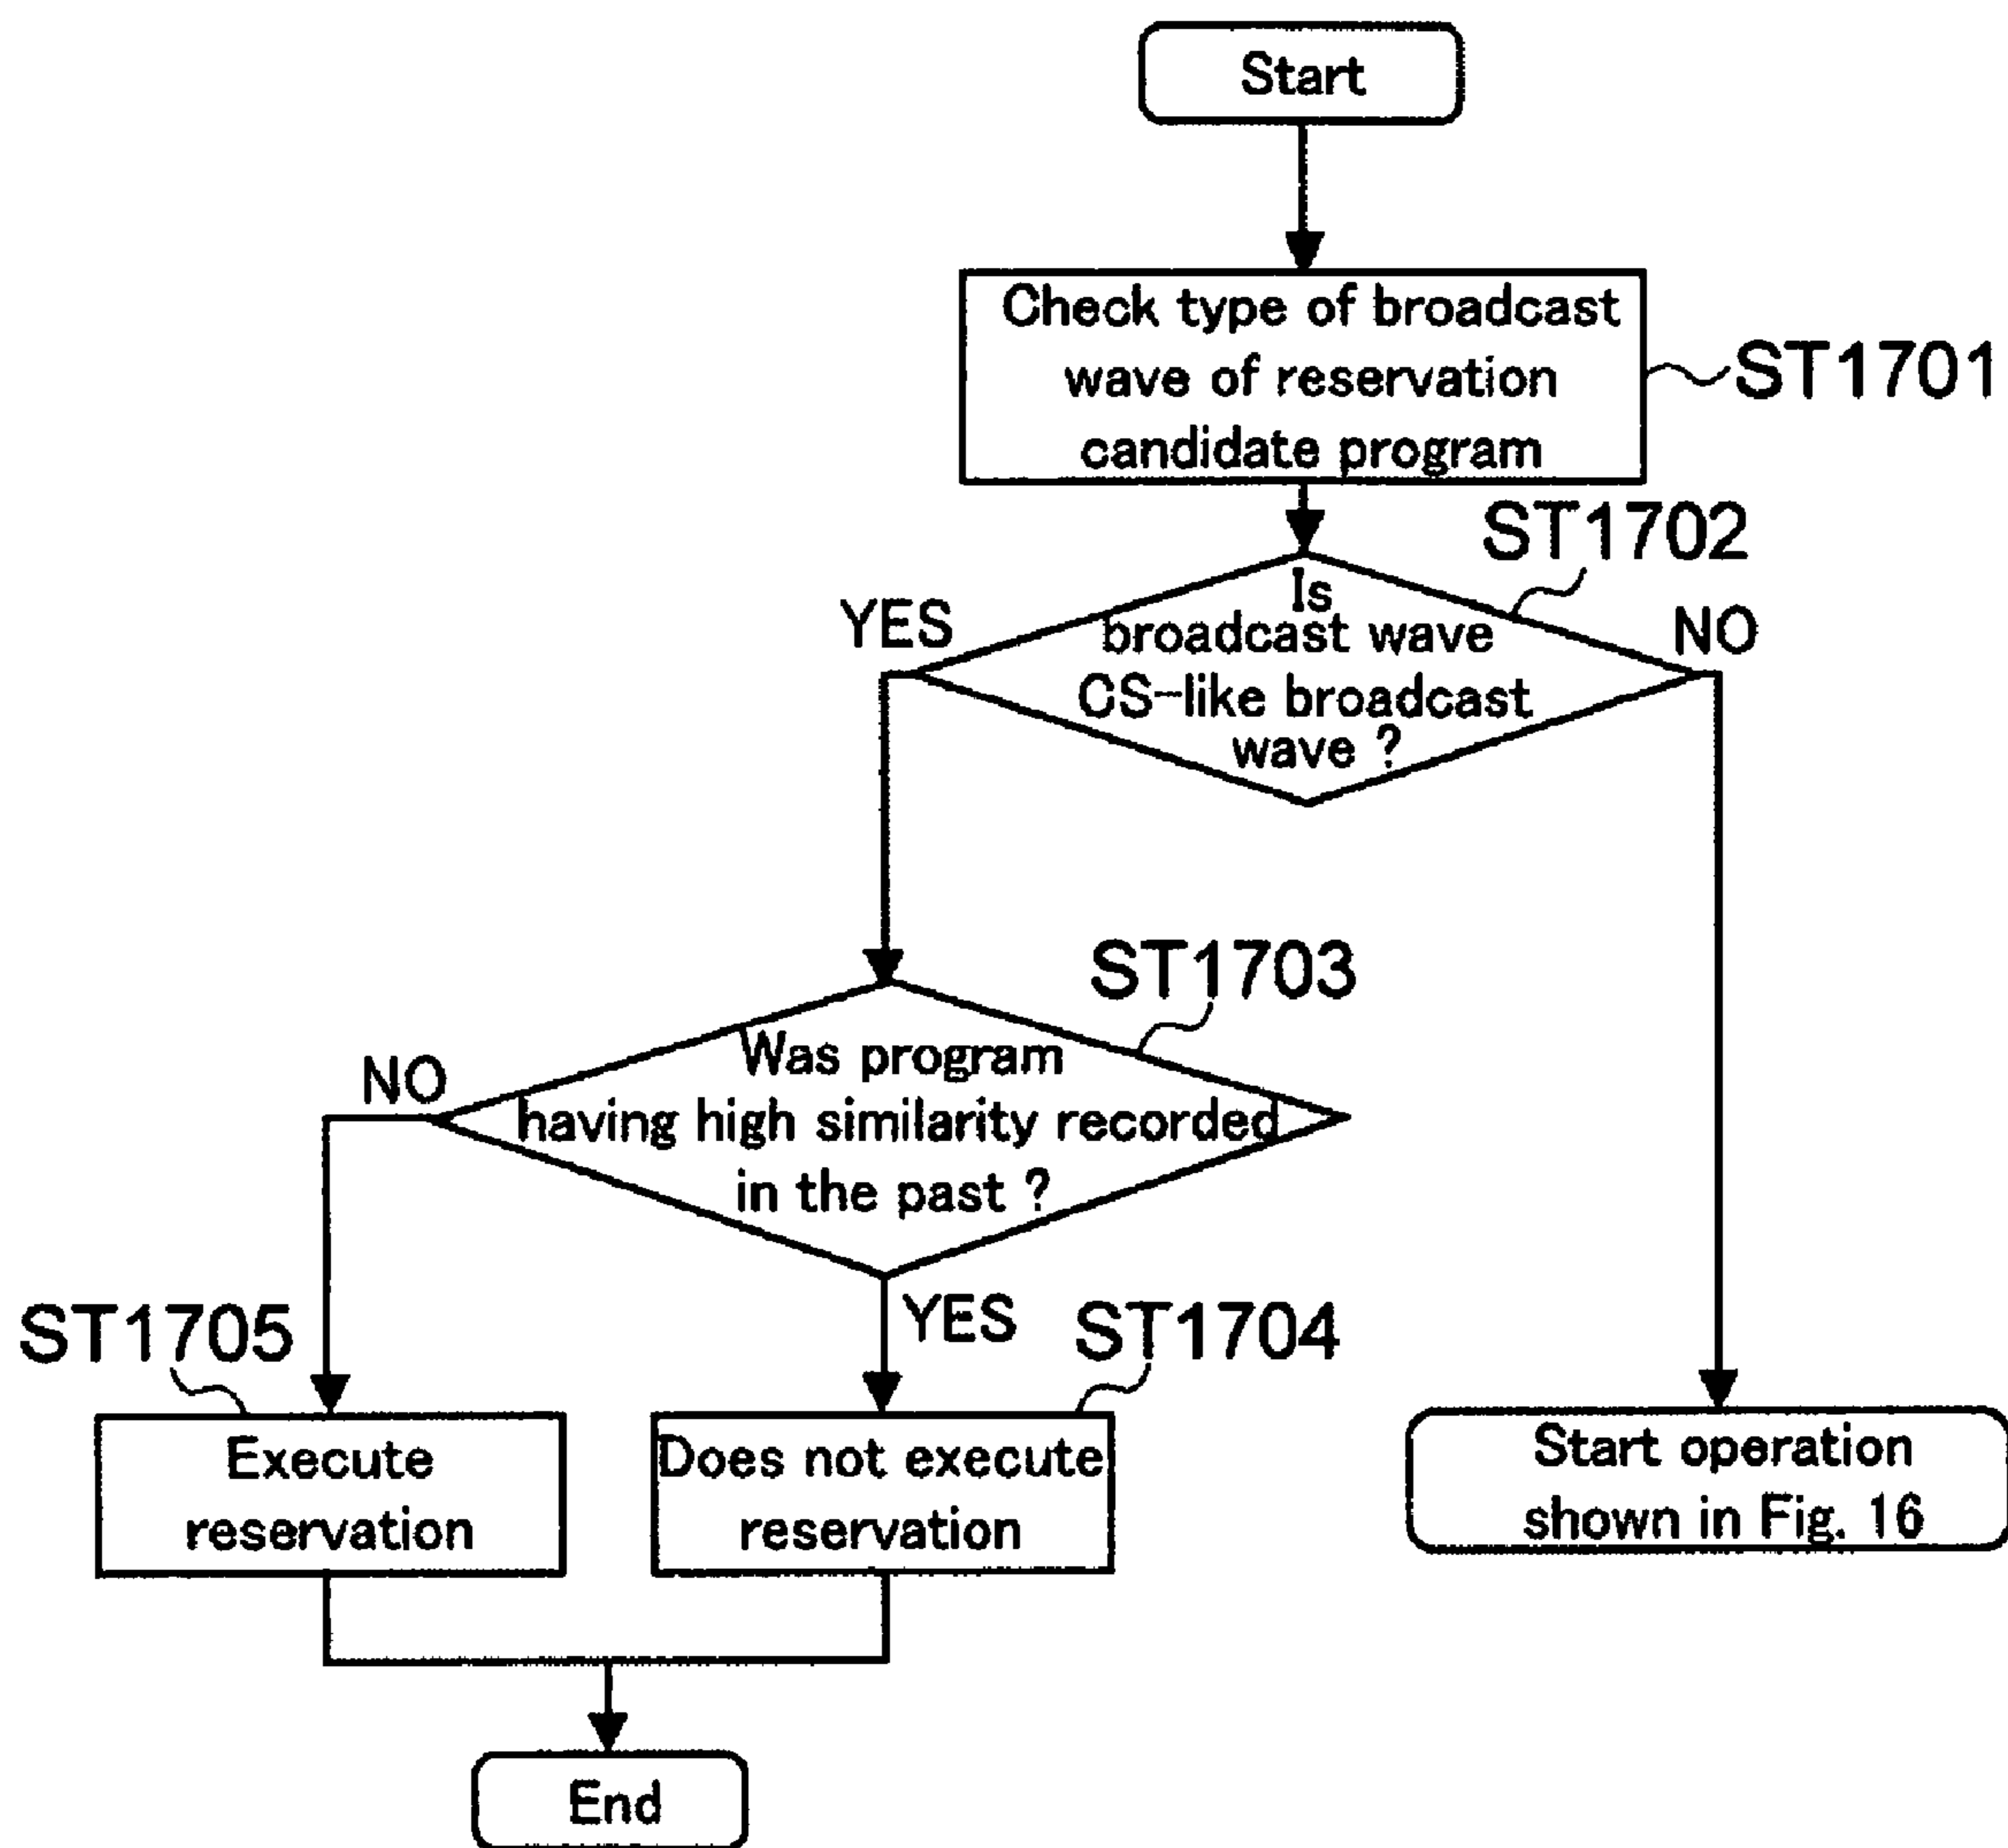 Start
Check type of broadcast
wave of reservation
candidate program
ST1701
ST1702
YES
Is
broadcast wave
CS-like broadcast
wave ?
NO
ST1703
NO
Was program
having high similarity recorded
in the past ?
YES
ST1705
ST1704
Execute
reservation
Does not execute
reservation
Start operation
shown in Fig. 16
End